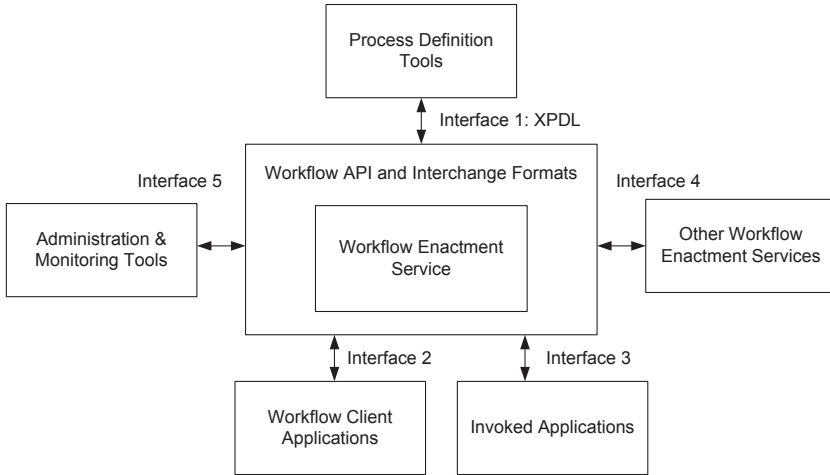 Process Definition
Tools
Interface 1: XPDL
Workflow API and Interchange Formats
Interface 5
Interface 4
Administration &
Monitoring Tools
Workflow Enactment
Service
Other Workflow
Enactment Services
Interface 2
Interface 3
Workflow Client
Applications
Invoked Applications